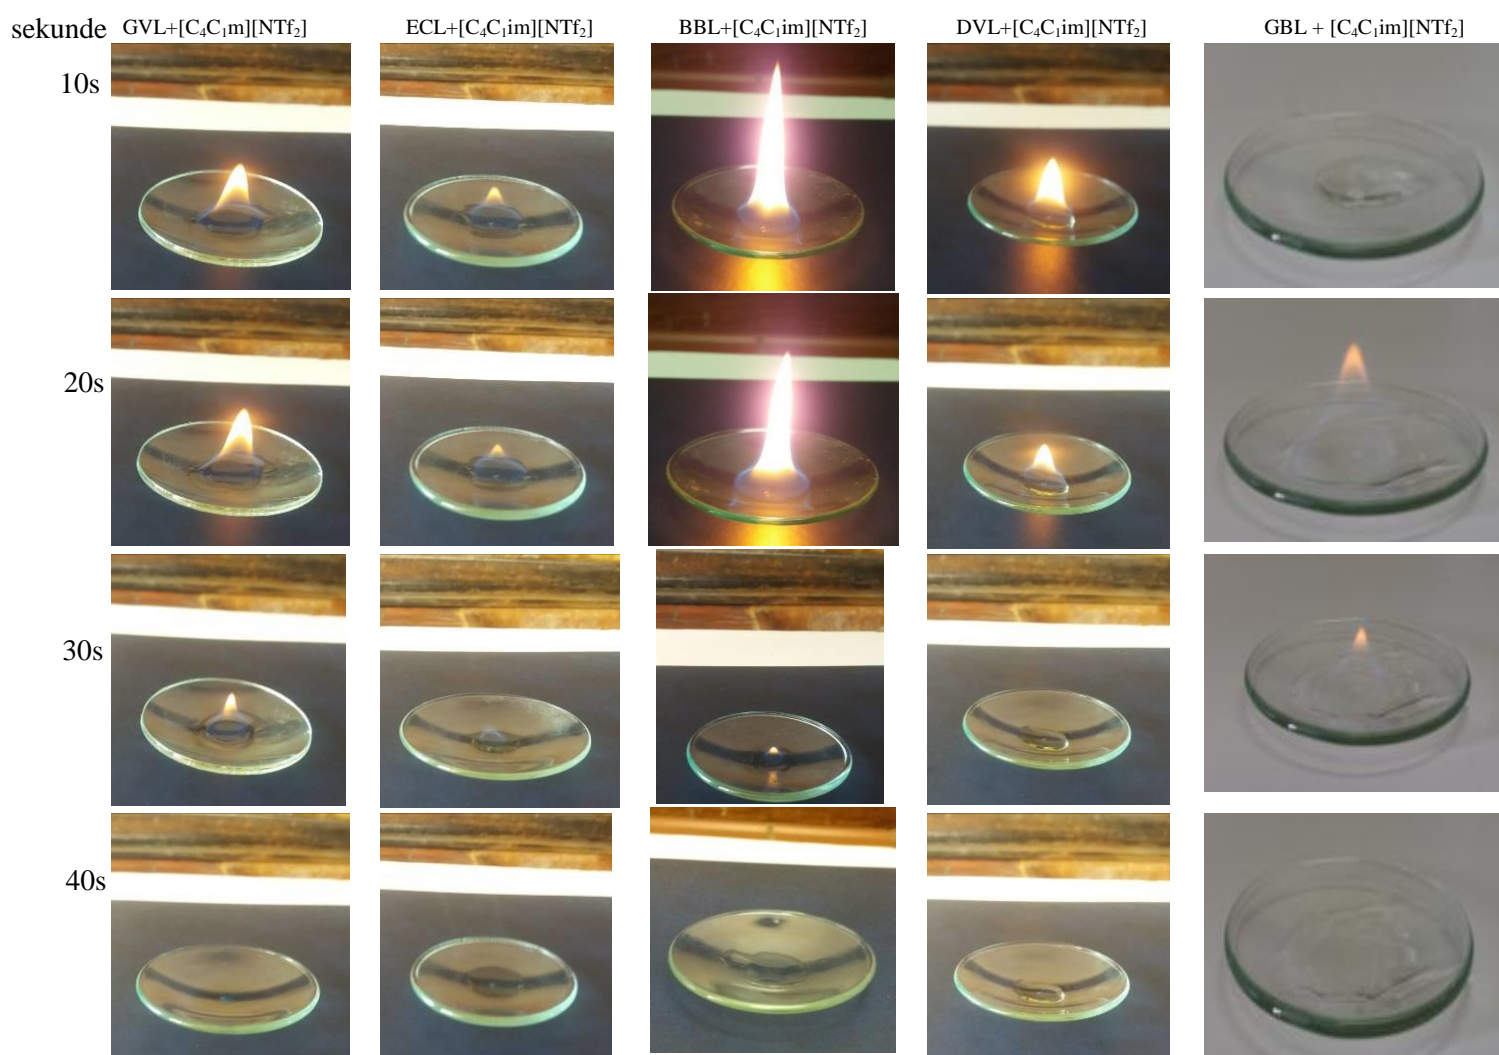 sekunde GVL+[C₄C₁m][NTf₂] ECL+[C₄C₁im][NTf₂] BBL+[C₄C₁im][NTf₂] DVL+[C₄C₁im][NTf₂] GBL + [C₄C₁im][NTf₂]
10s
20s
30s
40s